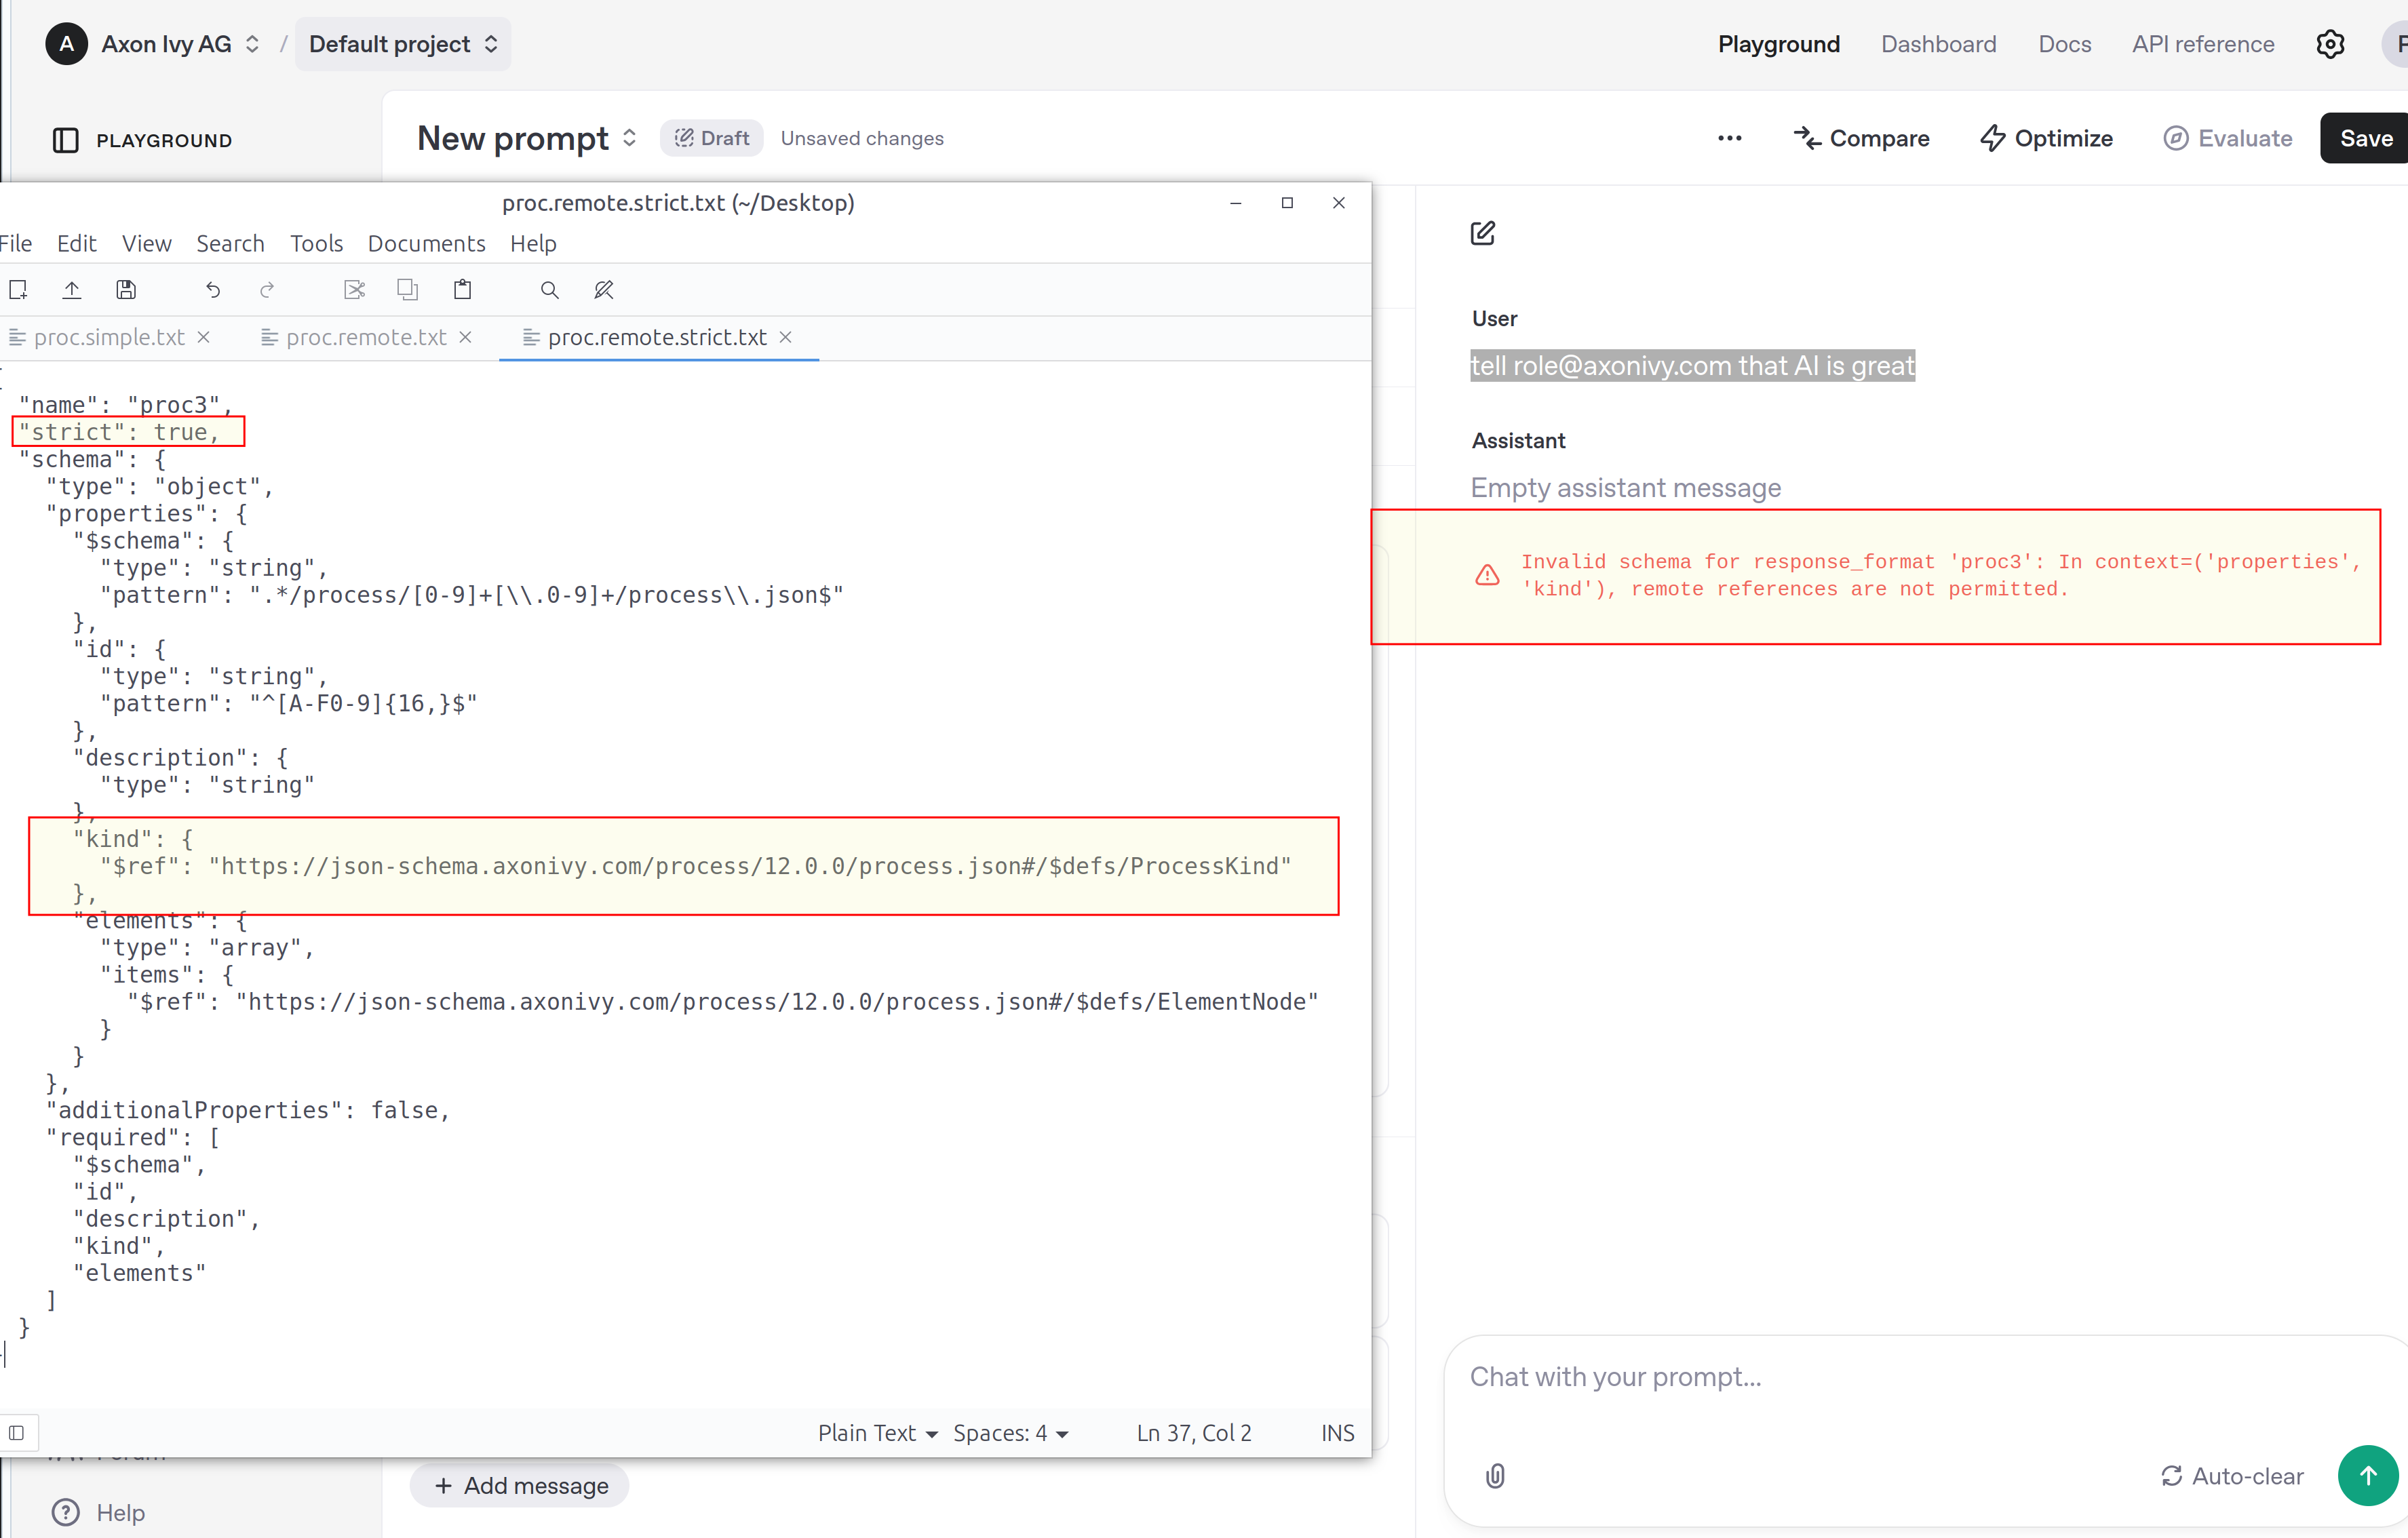 A Axon Ivy AG / Default project
Playground Dashboard Docs API reference
PLAYGROUND
New prompt Draft Unsaved changes
Compare Optimize Evaluate Save
proc.remote.strict.txt (~/Desktop)
File Edit View Search Tools Documents Help
proc.simple.txt proc.remote.txt proc.remote.strict.txt
"name": "proc3",
"strict": true,
"schema": {
"type": "object",
"properties": {
"$schema": {
"type": "string",
"pattern": ".*/process/[0-9]+[\\.0-9]+/process\\.json$"
},
"id": {
"type": "string",
"pattern": "^[A-F0-9]{16,}$"
},
"description": {
"type": "string"
},
"kind": {
"$ref": "https://json-schema.axonivy.com/process/12.0.0/process.json#/$defs/ProcessKind"
},
"elements": {
"type": "array",
"items": {
"$ref": "https://json-schema.axonivy.com/process/12.0.0/process.json#/$defs/ElementNode"
}
}
},
"additionalProperties": false,
"required": [
"$schema",
"id",
"description",
"kind",
"elements"
]
}
Plain Text Spaces: 4 Ln 37, Col 2 INS
User
tell role@axonivy.com that AI is great
Assistant
Empty assistant message
Invalid schema for response_format 'proc3': In context=('properties',
'kind'), remote references are not permitted.
Chat with your prompt...
Auto-clear
+ Add message
Help